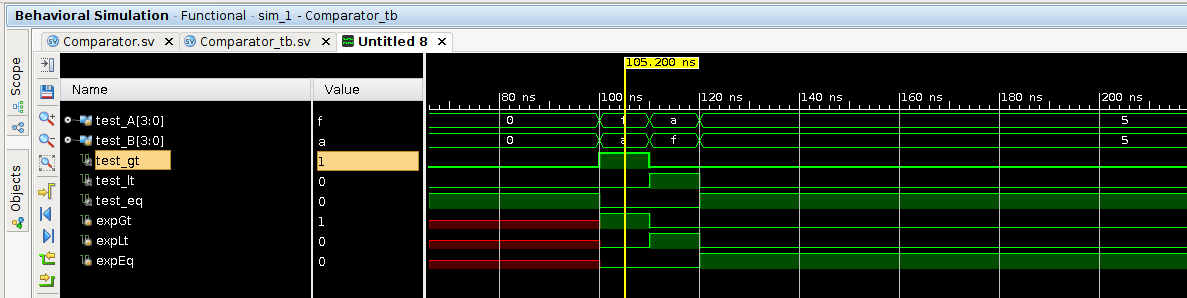 Behavioral Simulation - Functional - sim_1 - Comparator_tb
Scope
Objects
Comparator.sv Comparator_tb.sv Untitled 8
105.200 ns
Name Value
80 ns 100 ns 120 ns 140 ns 160 ns 180 ns 200 ns
test_A[3:0] f 0 f a 5
test_B[3:0] a 0 a f 5
test_gt 1
test_lt 0
test_eq 0
expGt 1
expLt 0
expEq 0